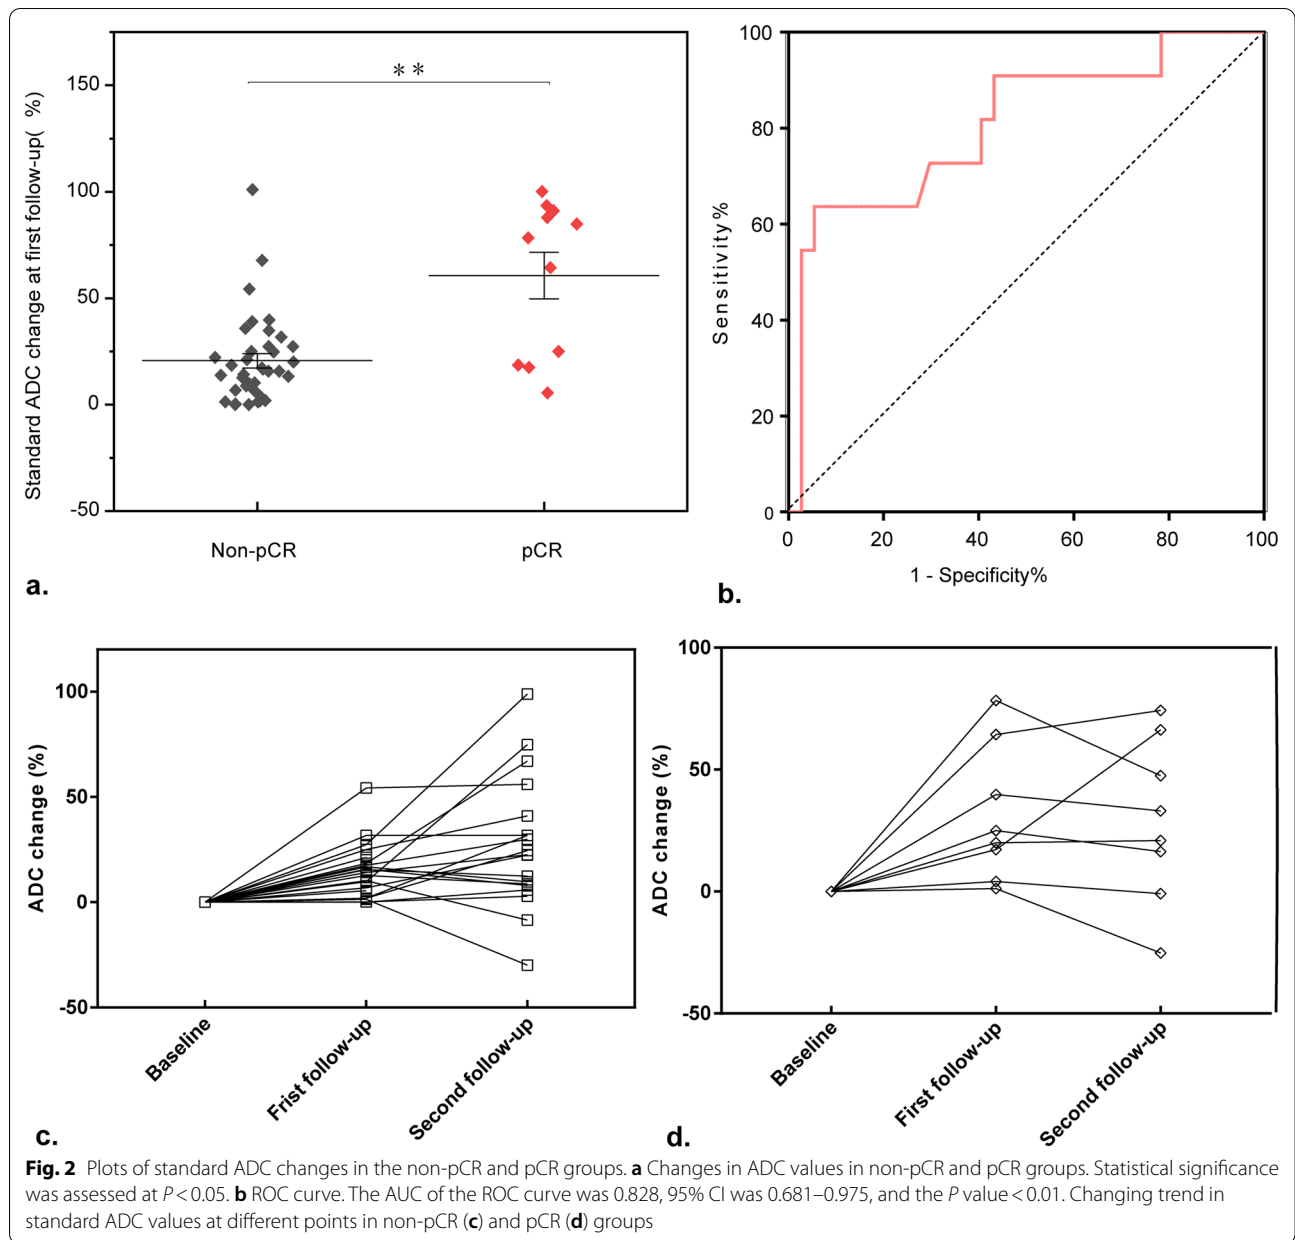 Standard ADC change at first follow-up( %)
150
100
50
0
-50
**
Non-pCR pCR
a.
Sensitivity%
100
80
60
40
20
0
0 20 40 60 80 100
1 - Specificity%
b.
ADC change (%)
100
50
0
-50
Baseline
Frist follow-up
Second follow-up
c.
ADC change (%)
100
50
0
-50
Baseline
First follow-up
Second follow-up
d.
Fig. 2 Plots of standard ADC changes in the non-pCR and pCR groups. a Changes in ADC values in non-pCR and pCR groups. Statistical significance
was assessed at P < 0.05. b ROC curve. The AUC of the ROC curve was 0.828, 95% CI was 0.681–0.975, and the P value < 0.01. Changing trend in
standard ADC values at different points in non-pCR (c) and pCR (d) groups